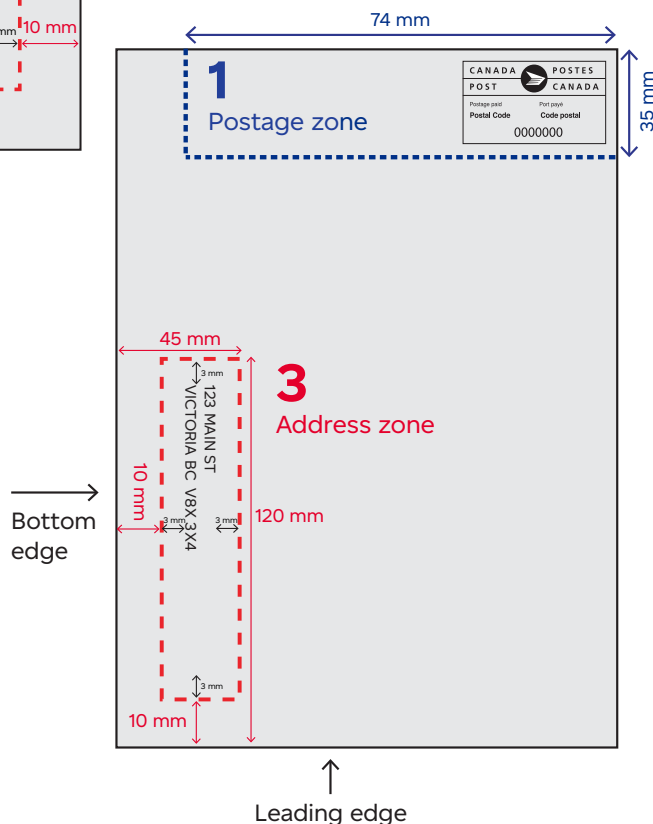 mm
10 mm
74 mm
35 mm
1
Postage zone
CANADA POSTES
POST CANADA
Postage paid Port payé
Postal Code Code postal
0000000
45 mm
3 mm
3
Address zone
123 MAIN ST
VICTORIA BC V8X 3X4
10 mm
3 mm
3 mm
120 mm
Bottom
edge
3 mm
10 mm
Leading edge